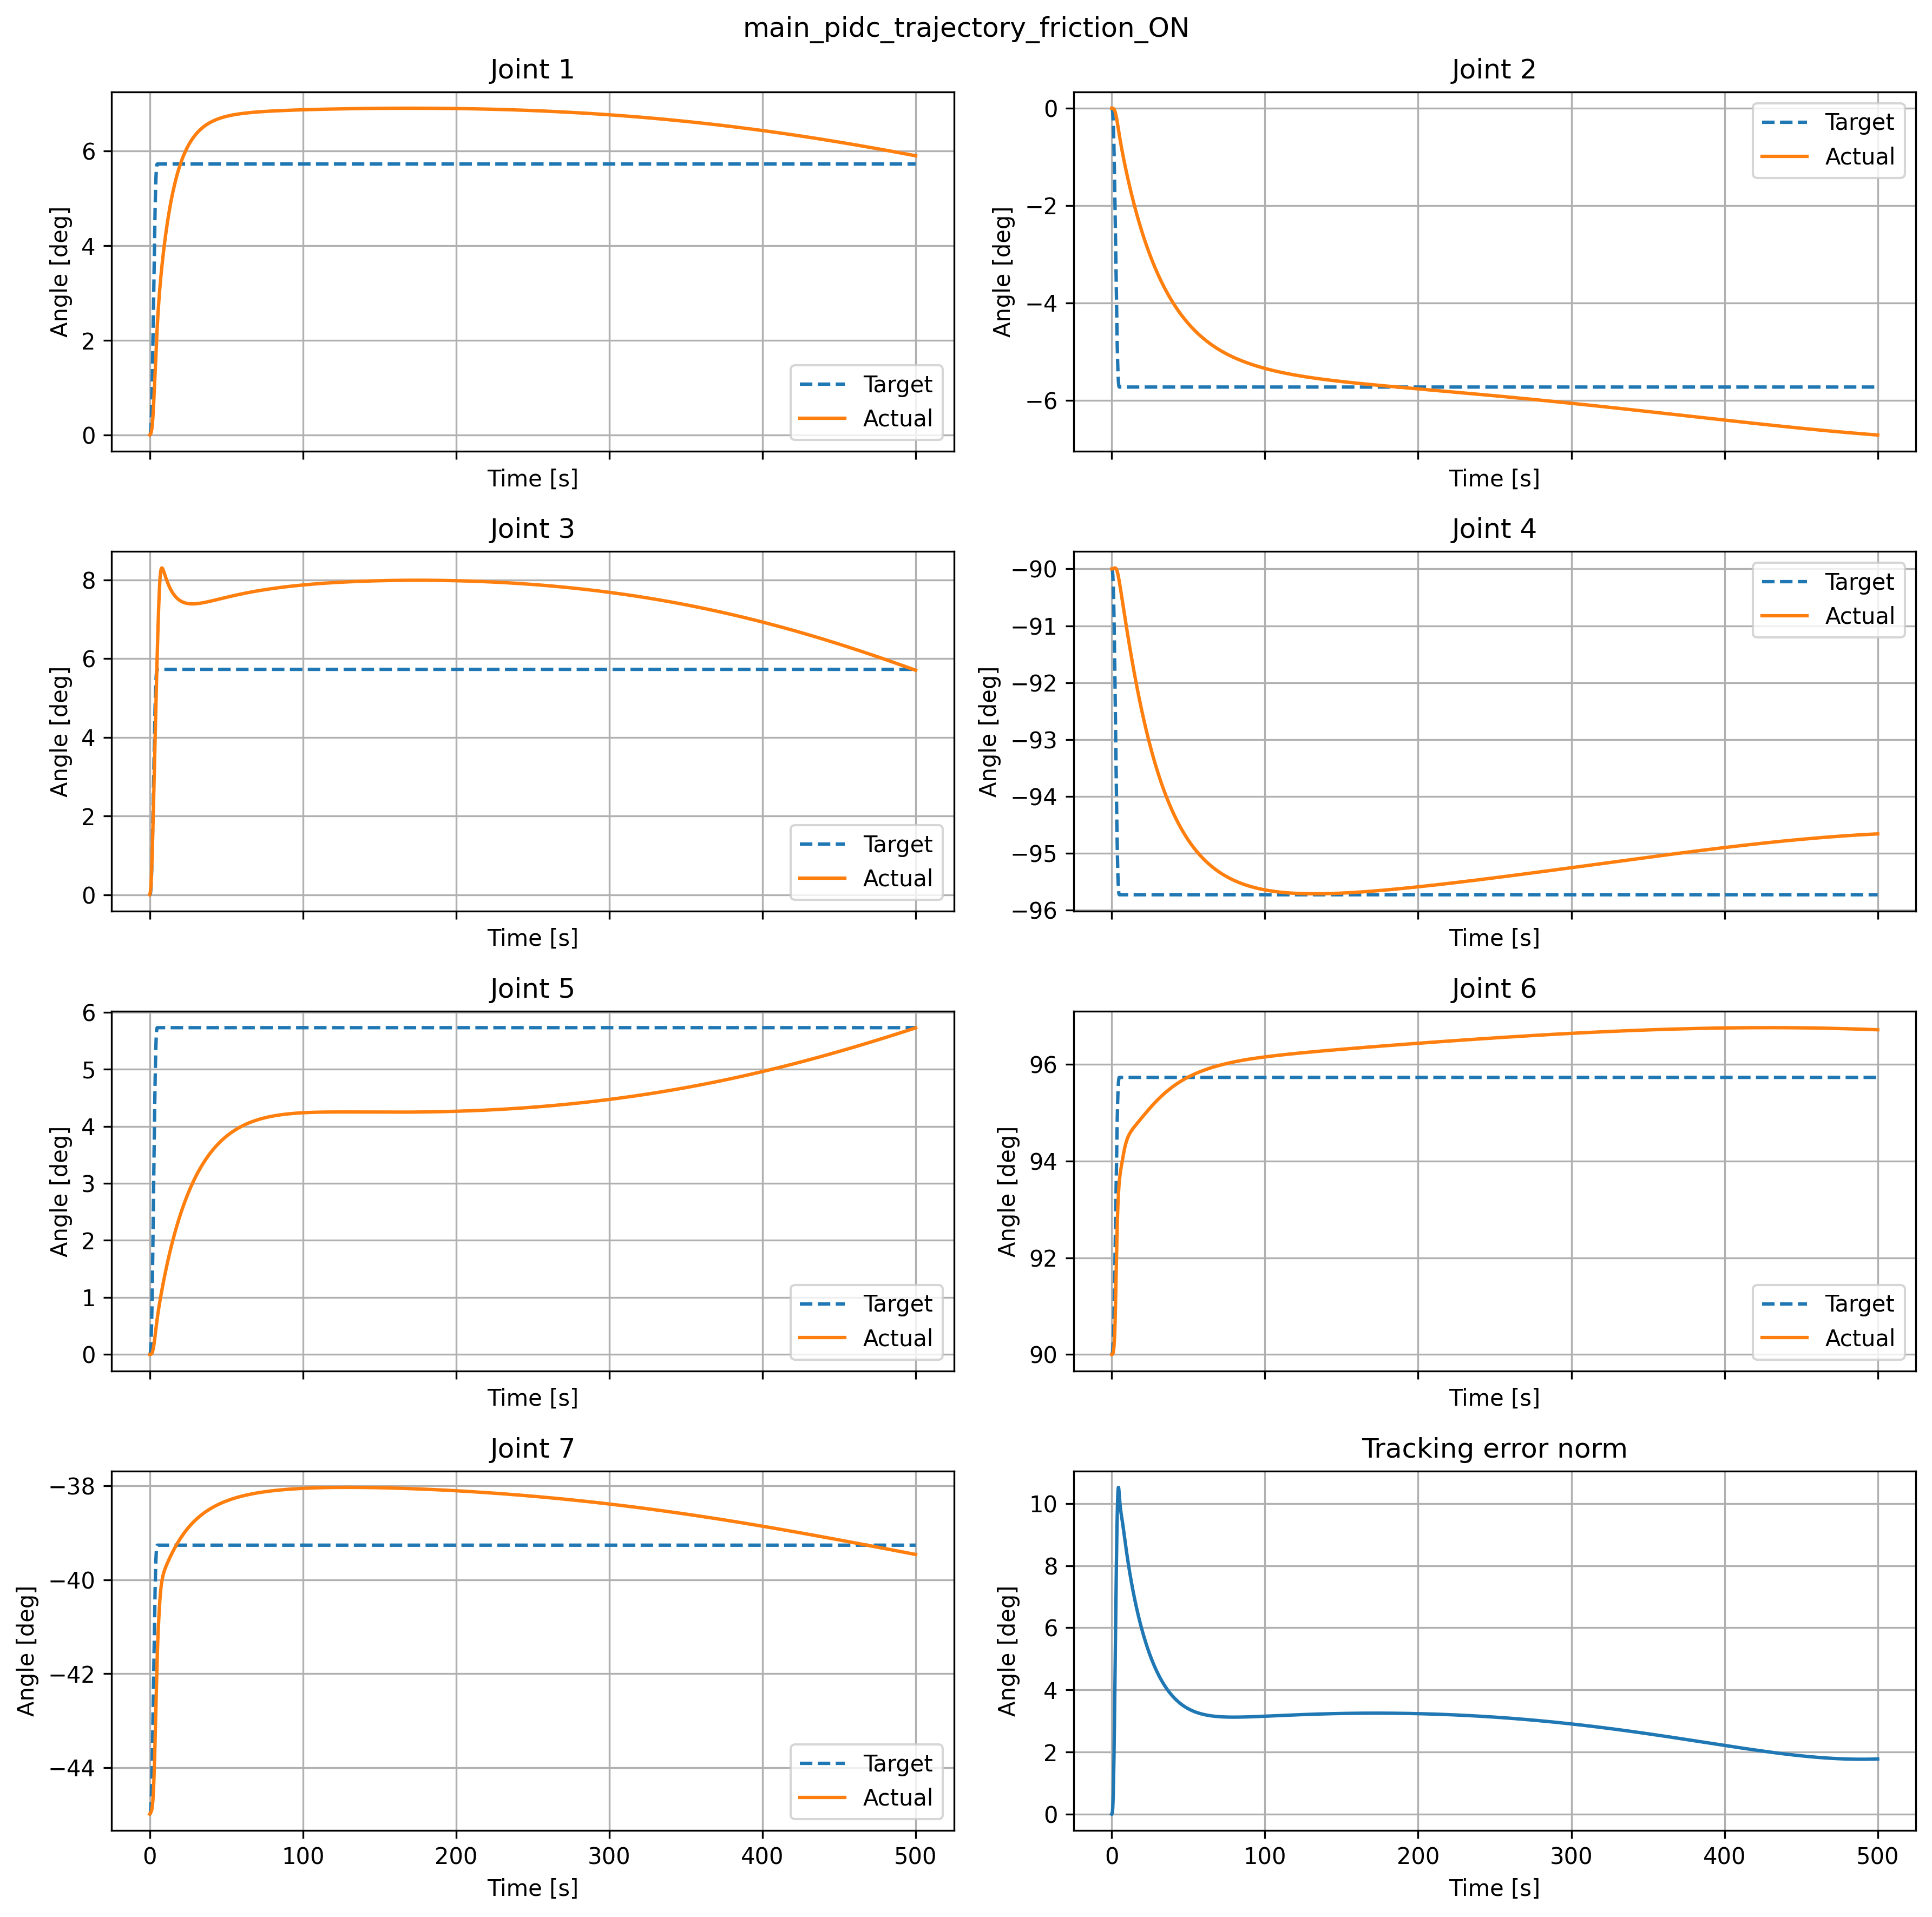 main_pidc_trajectory_friction_ON
Joint 1
Angle [deg]
6
4
2
0
Target
Actual
Time [s]
Joint 2
Angle [deg]
0
−2
−4
−6
Target
Actual
Time [s]
Joint 3
Angle [deg]
8
6
4
2
0
Target
Actual
Time [s]
Joint 4
Angle [deg]
−90
−91
−92
−93
−94
−95
−96
Target
Actual
Time [s]
Joint 5
Angle [deg]
6
5
4
3
2
1
0
Target
Actual
Time [s]
Joint 6
Angle [deg]
96
94
92
90
Target
Actual
Time [s]
Joint 7
Angle [deg]
−38
−40
−42
−44
Target
Actual
0 100 200 300 400 500
Time [s]
Tracking error norm
Angle [deg]
10
8
6
4
2
0
0 100 200 300 400 500
Time [s]